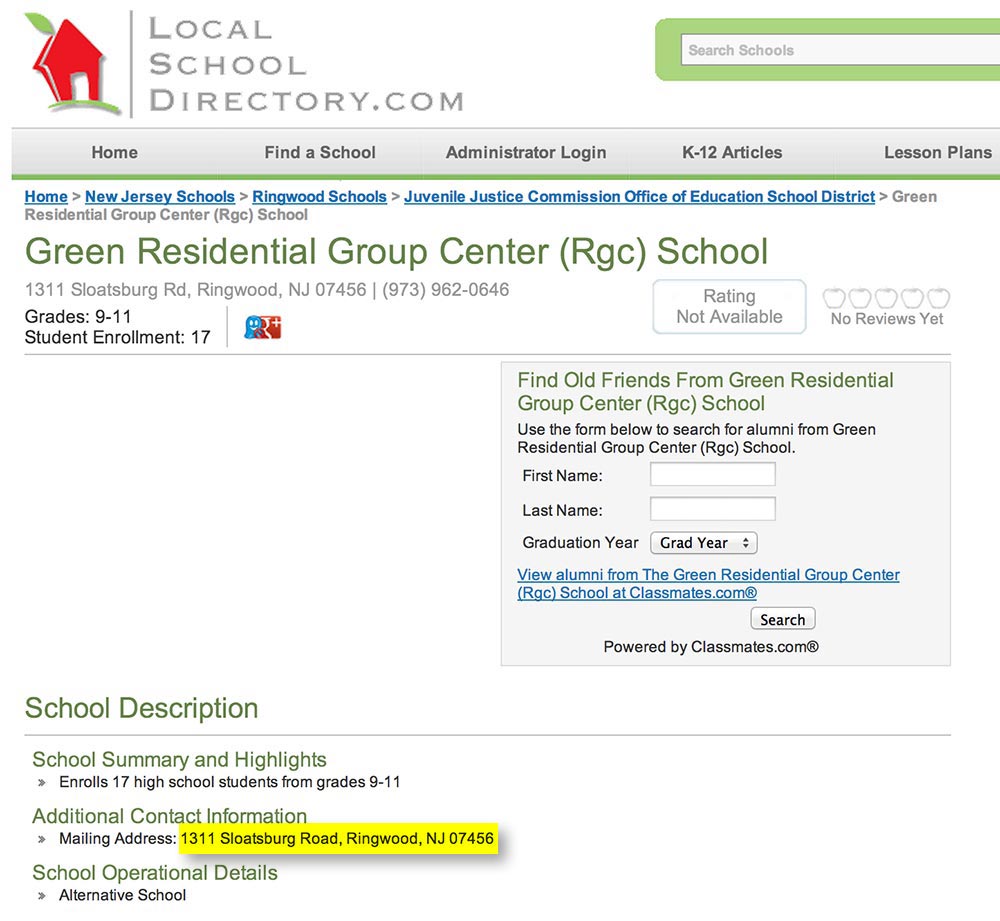 LOCAL
SCHOOL
DIRECTORY.COM
Search Schools
Home
Find a School
Administrator Login
K-12 Articles
Lesson Plans
Home > New Jersey Schools > Ringwood Schools > Juvenile Justice Commission Office of Education School District > Green
Residential Group Center (Rgc) School
Green Residential Group Center (Rgc) School
1311 Sloatsburg Rd, Ringwood, NJ 07456 | (973) 962-0646
Grades: 9-11
Student Enrollment: 17
Rating
Not Available
No Reviews Yet
Find Old Friends From Green Residential
Group Center (Rgc) School
Use the form below to search for alumni from Green
Residential Group Center (Rgc) School.
First Name:
Last Name:
Graduation Year Grad Year
View alumni from The Green Residential Group Center
(Rgc) School at Classmates.com®
Search
Powered by Classmates.com®
School Description
School Summary and Highlights
» Enrolls 17 high school students from grades 9-11
Additional Contact Information
» Mailing Address: 1311 Sloatsburg Road, Ringwood, NJ 07456
School Operational Details
» Alternative School